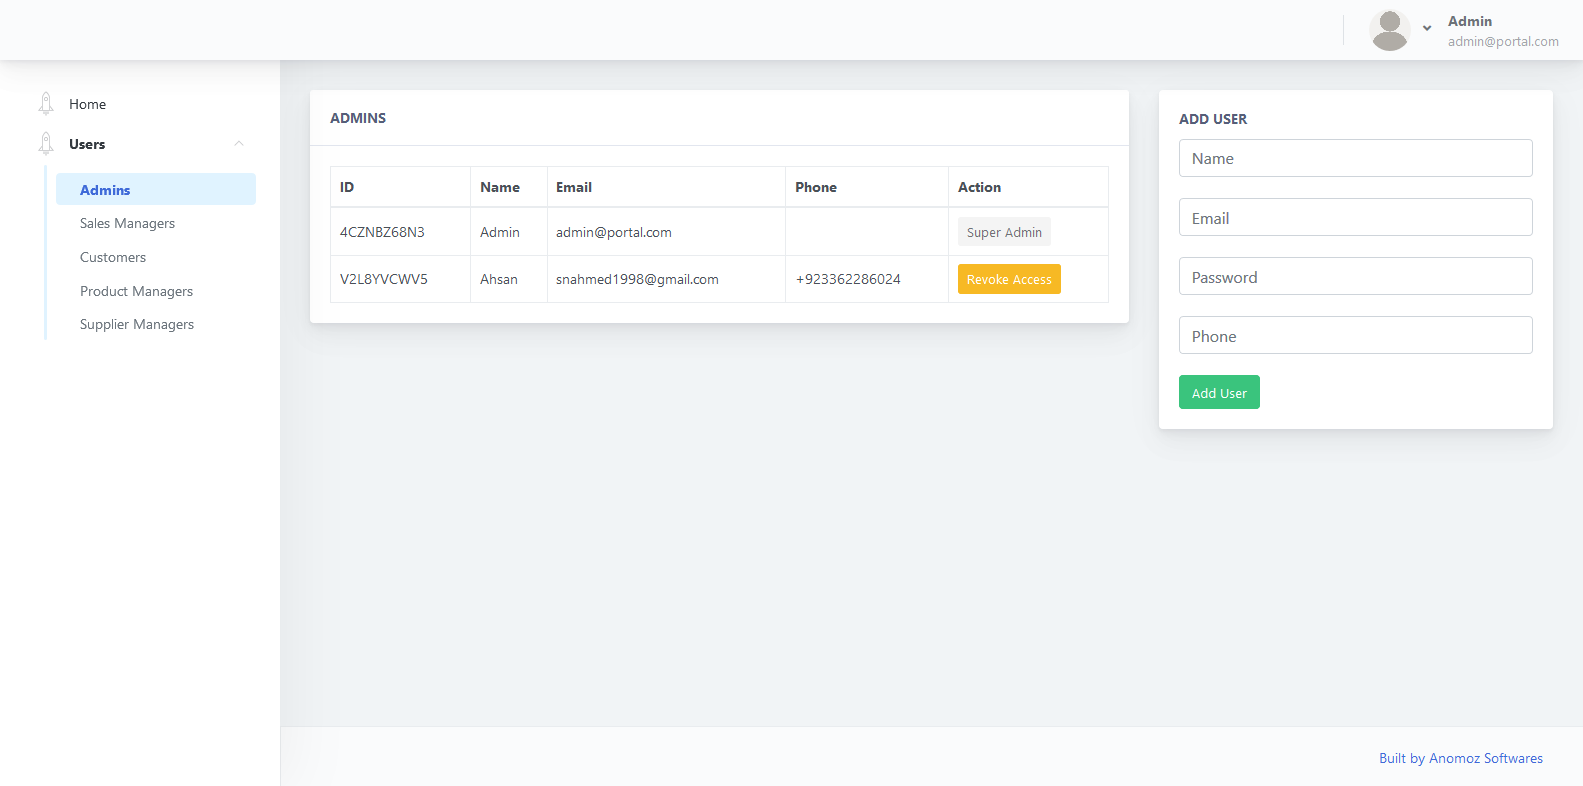 Admin
admin@portal.com
Home
Users
Admins
Sales Managers
Customers
Product Managers
Supplier Managers
ADMINS
ID Name Email Phone Action
4CZNBZ68N3 Admin admin@portal.com Super Admin
V2L8YVCWV5 Ahsan snahmed1998@gmail.com +923362286024 Revoke Access
ADD USER
Name
Email
Password
Phone
Add User
Built by Anomoz Softwares